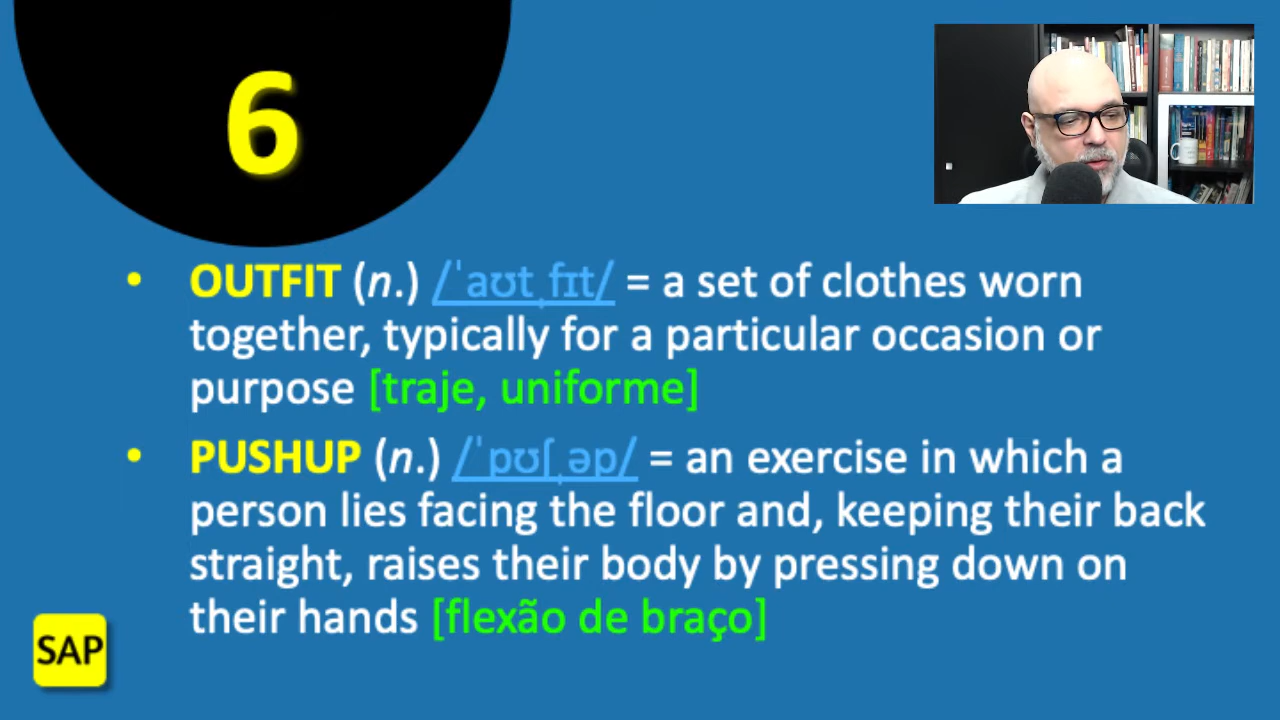 6
• OUTFIT (n.) /ˈaʊtˌfɪt/ = a set of clothes worn
together, typically for a particular occasion or
purpose [traje, uniforme]
• PUSHUP (n.) /ˈpʊʃˌəp/ = an exercise in which a
person lies facing the floor and, keeping their back
straight, raises their body by pressing down on
their hands [flexão de braço]
SAP